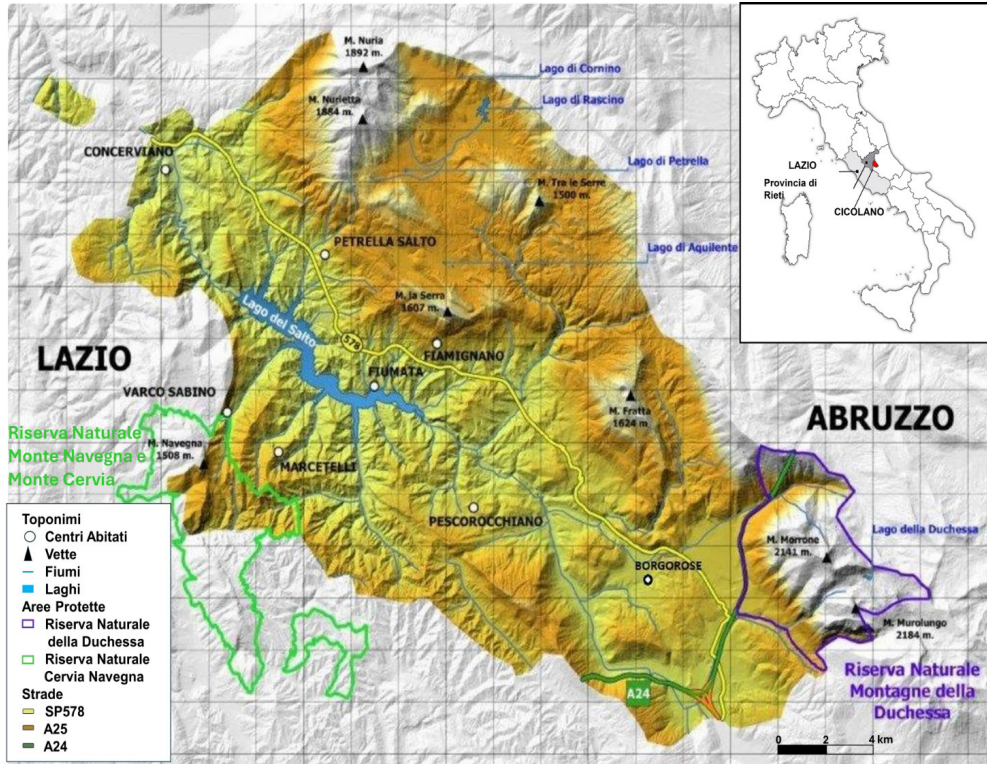 M. Nuria
1892 m.
Lago di Cornino
M. Nurietta
1884 m.
Lago di Rascino
CONCERVIANO
Lago di Petrella
M. Tra le Serre
1500 m.
PETRELLA SALTO
Lago di Aquilente
M. la Serra
1607 m.
Lago del Salto
578
FIAMIGNANO
LAZIO
FIUMATA
VARCO SABINO
M. Fratta
1624 m.
ABRUZZO
Riserva Naturale
Monte Navegna e
Monte Cervia
M. Navegna
1508 m.
MARCETELLI
PESCOROCCHIANO
Lago della Duchessa
M. Morrone
2141 m.
BORGOROSE
M. Murolungo
2184 m.
Riserva Naturale
Montagne della
Duchessa
A24
0 2 4 km
Toponimi
Centri Abitati
Vette
Fiumi
Laghi
Aree Protette
Riserva Naturale
della Duchessa
Riserva Naturale
Cervia Navegna
Strade
SP578
A25
A24
LAZIO
Provincia di
Rieti
CICOLANO